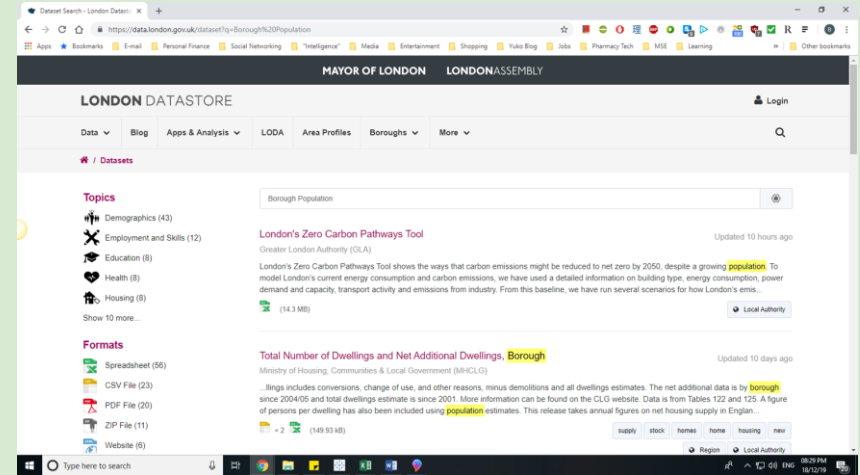 Dataset Search - London Datasto
https://data.london.gov.uk/dataset?q=Borough%20Population
Apps Bookmarks E-mail Personal Finance Social Networking "Intelligence" Media Entertainment Shopping Yuko Blog Jobs Pharmacy Tech MSE Learning » Other bookmarks
MAYOR OF LONDON LONDONASSEMBLY
LONDON DATASTORE Login
Data Blog Apps & Analysis LODA Area Profiles Boroughs More
/ Datasets
Topics
Demographics (43)
Employment and Skills (12)
Education (8)
Health (8)
Housing (8)
Show 10 more...
Formats
Spreadsheet (56)
CSV File (23)
PDF File (20)
ZIP File (11)
Website (6)
Borough Population
London's Zero Carbon Pathways Tool Updated 10 hours ago
Greater London Authority (GLA)
London's Zero Carbon Pathways Tool shows the ways that carbon emissions might be reduced to net zero by 2050, despite a growing population. To
model London's current energy consumption and carbon emissions, we have used a detailed information on building type, energy consumption, power
demand and capacity, transport activity and emissions from industry. From this baseline, we have run several scenarios for how London's emis...
(14.3 MB) Local Authority
Total Number of Dwellings and Net Additional Dwellings, Borough Updated 10 days ago
Ministry of Housing, Communities & Local Government (MHCLG)
...llings includes conversions, change of use, and other reasons, minus demolitions and all dwellings estimates. The net additional data is by borough
since 2004/05 and total dwellings estimate is since 2001. More information can be found on the CLG website. Data is from Tables 122 and 125. A figure
of persons per dwelling has also been included using population estimates. This release takes annual figures on net housing supply in Englan...
× 2 (149.93 kB) supply stock homes home housing new
Region Local Authority
Type here to search
ENG 08:29 PM
18/12/19